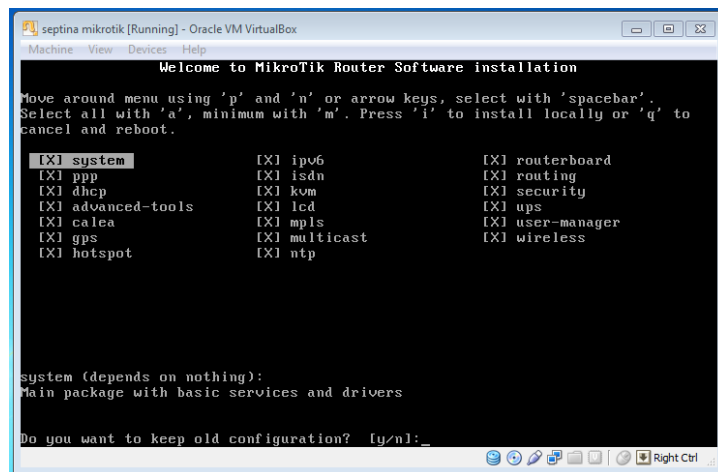 septina mikrotik [Running] - Oracle VM VirtualBox
Machine View Devices Help
Welcome to MikroTik Router Software installation
Move around menu using 'p' and 'n' or arrow keys, select with 'spacebar'.
Select all with 'a', minimum with 'm'. Press 'i' to install locally or 'q' to
cancel and reboot.
[X] system [X] ipv6 [X] routerboard
[X] ppp [X] isdn [X] routing
[X] dhcp [X] kvm [X] security
[X] advanced-tools [X] lcd [X] ups
[X] calea [X] mpls [X] user-manager
[X] gps [X] multicast [X] wireless
[X] hotspot [X] ntp
system (depends on nothing):
Main package with basic services and drivers
Do you want to keep old configuration? [y/n]:_
Right Ctrl